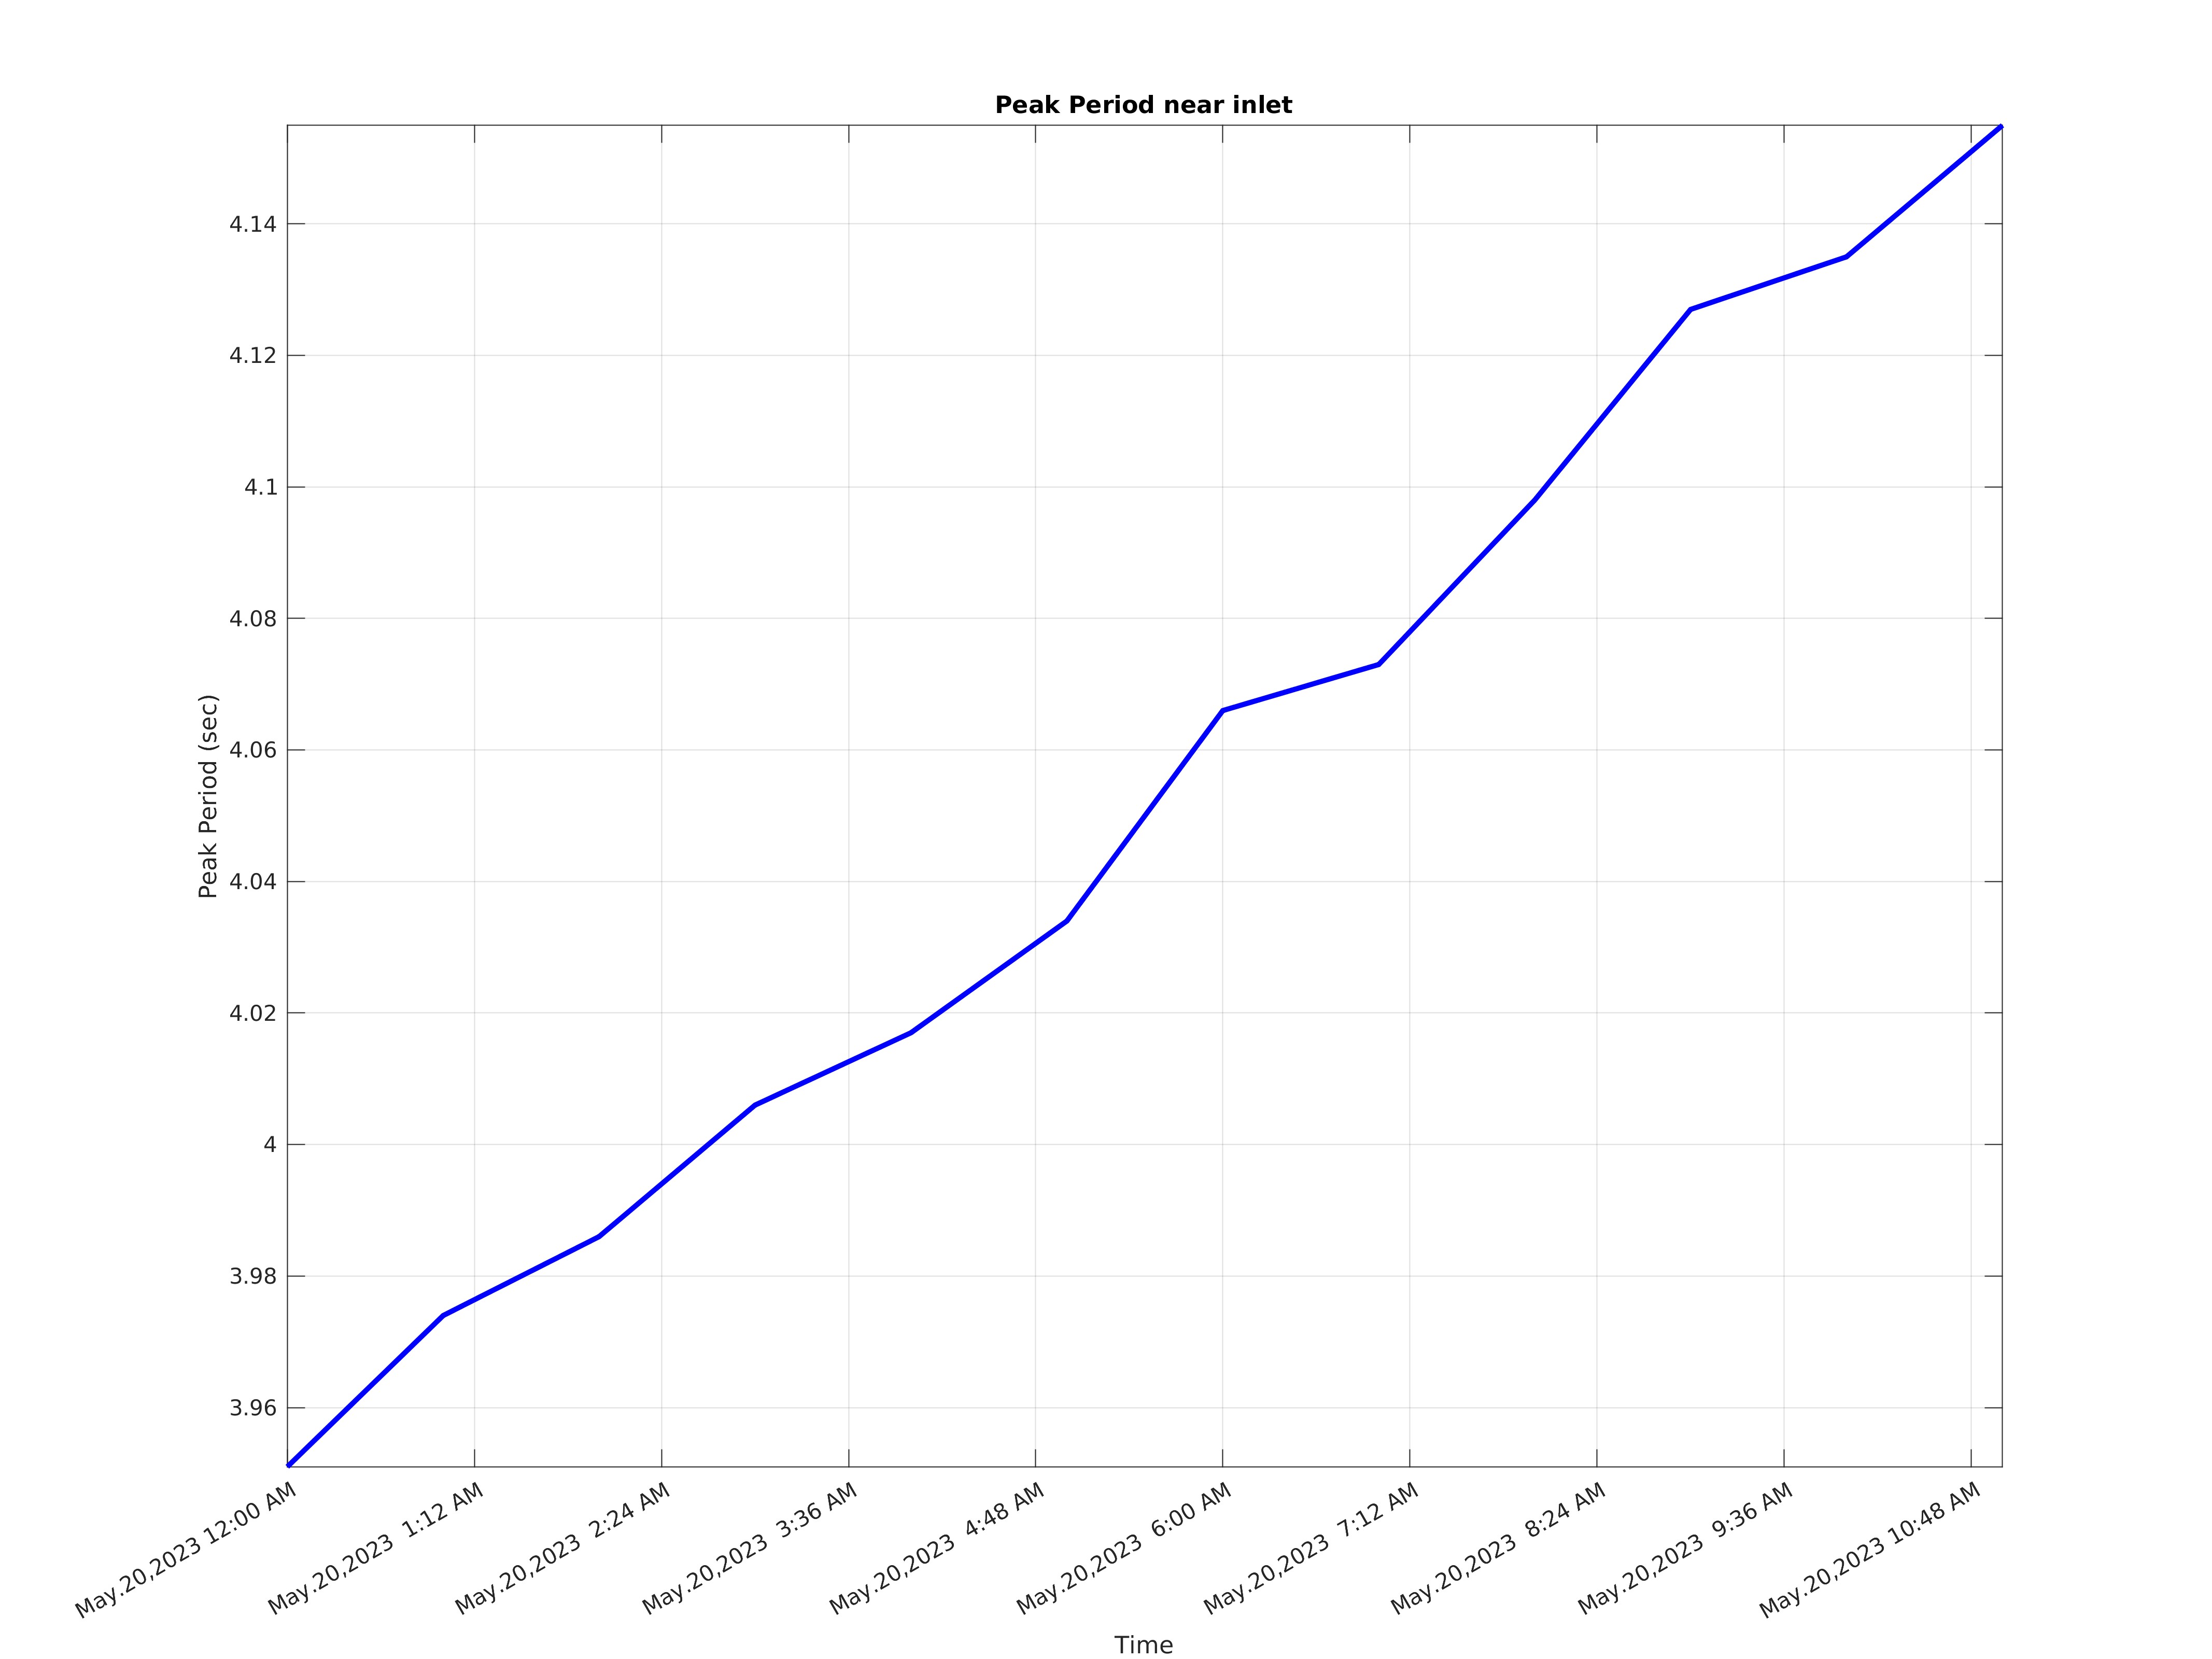 Peak Period near inlet
4.14
4.12
4.1
4.08
4.06
4.04
4.02
4
3.98
3.96
Peak Period (sec)
May.20,2023 12:00 AM
May.20,2023  1:12 AM
May.20,2023  2:24 AM
May.20,2023  3:36 AM
May.20,2023  4:48 AM
May.20,2023  6:00 AM
May.20,2023  7:12 AM
May.20,2023  8:24 AM
May.20,2023  9:36 AM
May.20,2023 10:48 AM
Time